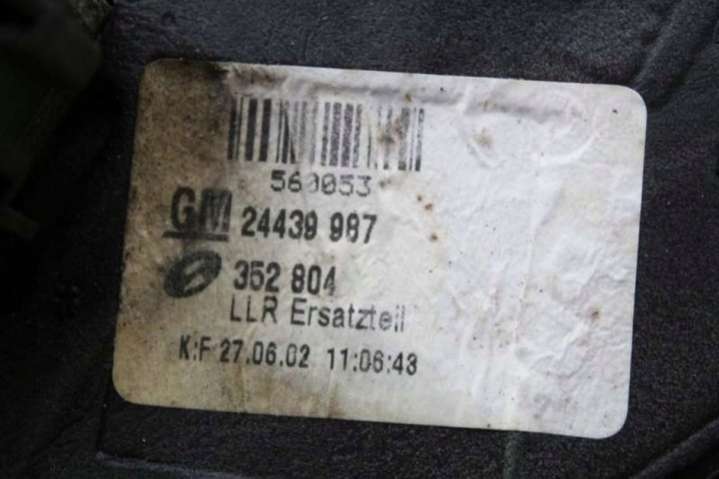 560053
GM 24439 987
352 804
LLR Ersatzteil
K:F 27.06.02 11:06:43